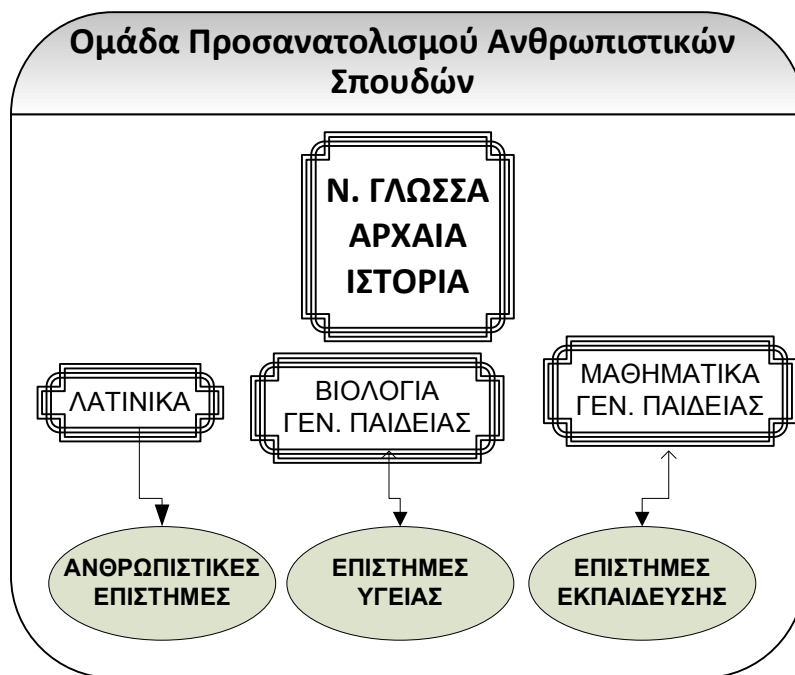 Ομάδα Προσανατολισμού Ανθρωπιστικών
Σπουδών
Ν. ΓΛΩΣΣΑ
ΑΡΧΑΙΑ
ΙΣΤΟΡΙΑ
ΛΑΤΙΝΙΚΑ
ΒΙΟΛΟΓΙΑ
ΓΕΝ. ΠΑΙΔΕΙΑΣ
ΜΑΘΗΜΑΤΙΚΑ
ΓΕΝ. ΠΑΙΔΕΙΑΣ
ΑΝΘΡΩΠΙΣΤΙΚΕΣ
ΕΠΙΣΤΗΜΕΣ
ΕΠΙΣΤΗΜΕΣ
ΥΓΕΙΑΣ
ΕΠΙΣΤΗΜΕΣ
ΕΚΠΑΙΔΕΥΣΗΣ